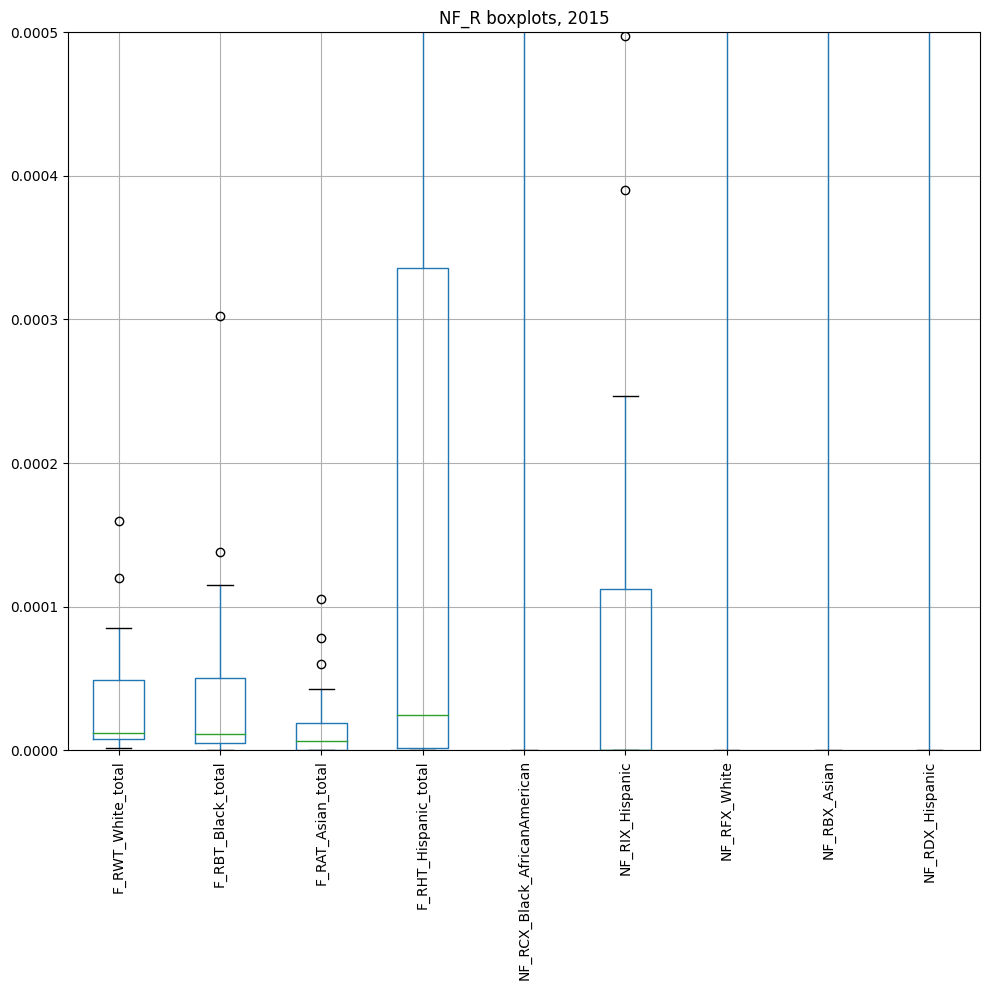 NF_R boxplots, 2015
0.0005
0.0004
0.0003
0.0002
0.0001
0.0000
F_RWT_White_total
F_RBT_Black_total
F_RAT_Asian_total
F_RHT_Hispanic_total
NF_RCX_Black_AfricanAmerican
NF_RIX_Hispanic
NF_RFX_White
NF_RBX_Asian
NF_RDX_Hispanic